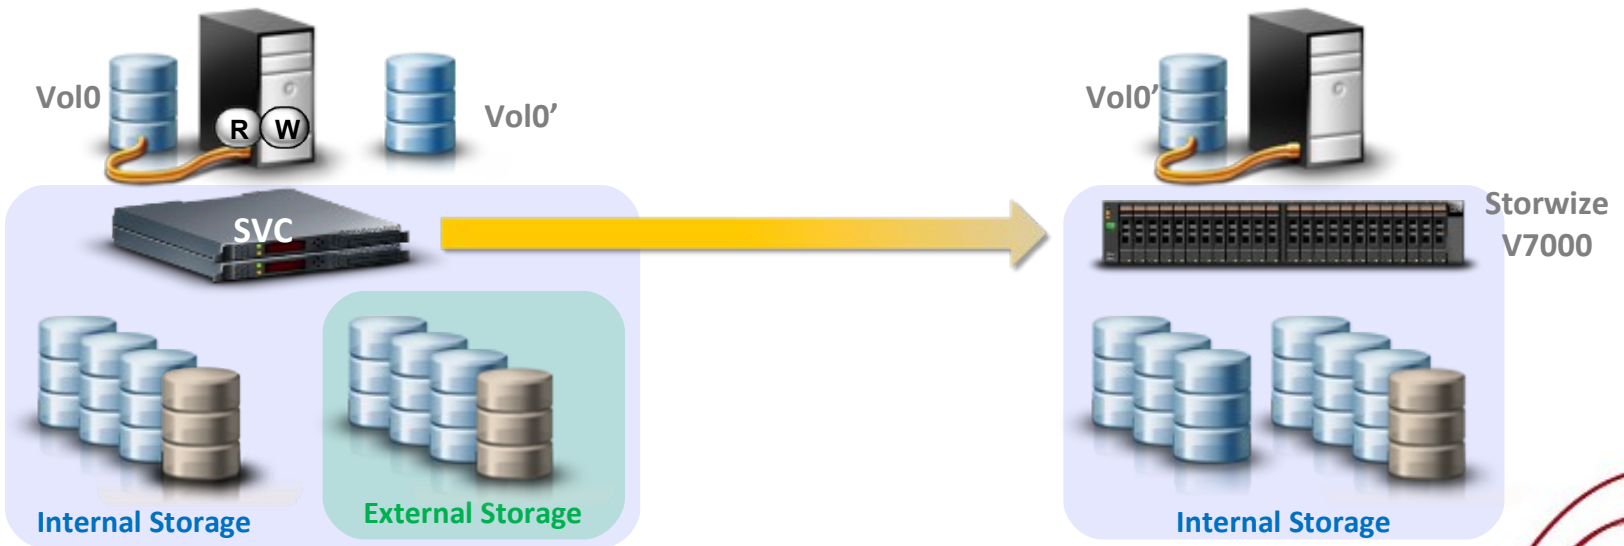 Vol0
R W
Vol0’
Vol0’
SVC
Storwize
V7000
Internal Storage
External Storage
Internal Storage